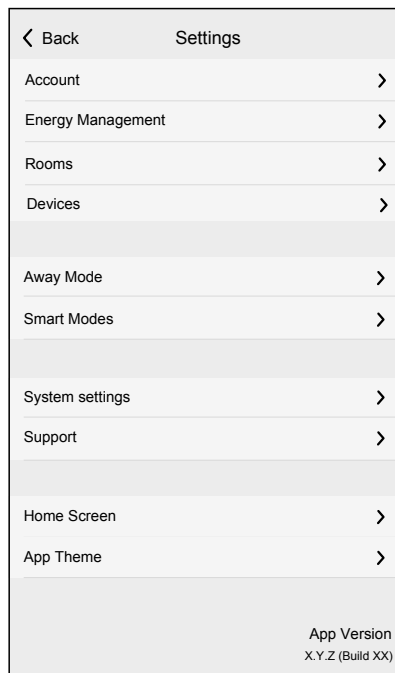 Back Settings
Account
Energy Management
Rooms
Devices
Away Mode
Smart Modes
System settings
Support
Home Screen
App Theme
App Version
X.Y.Z (Build XX)